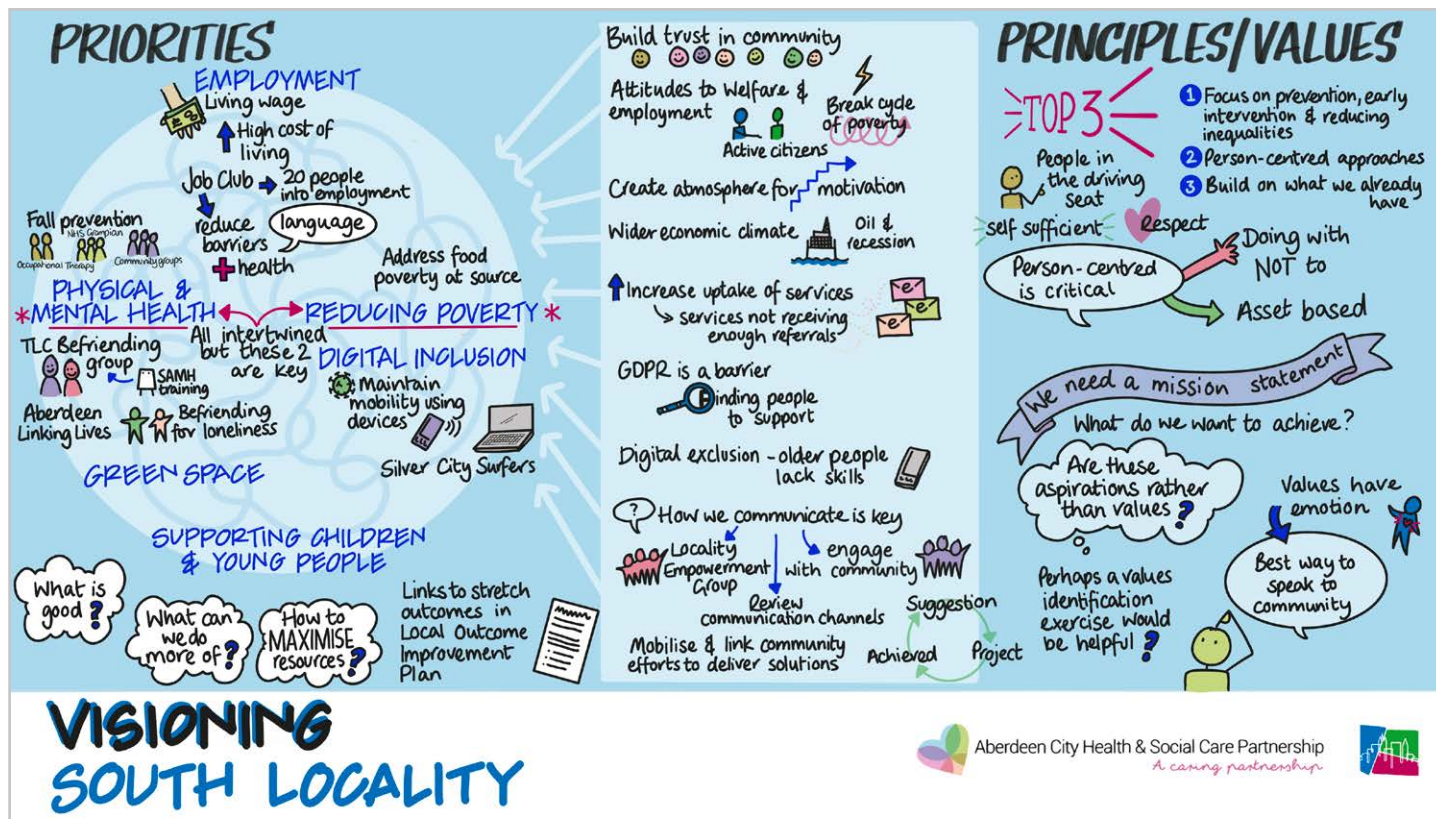 PRIORITIES
EMPLOYMENT
Living wage
High cost of
living
Job Club
20 people
into employment
reduce
barriers
language
health
Fall prevention
NHS Grampian
Occupational Therapy
Community groups
Address food
poverty at source
PHYSICAL &
*MENTAL HEALTH
REDUCING POVERTY *
All intertwined
but these 2
are key
TLC Befriending
group
SAMH
training
Aberdeen
Linking Lives
Befriending
for loneliness
DIGITAL INCLUSION
Maintain
mobility using
devices
Silver City Surfers
GREEN SPACE
SUPPORTING CHILDREN
& YOUNG PEOPLE
What is
good?
What can
we do
more of?
How to
MAXIMISE
resources?
Links to stretch
outcomes in
Local Outcome
Improvement
Plan
Build trust in community
Attitudes to Welfare &
employment
Break cycle
of poverty
Active citizens
Create atmosphere for motivation
Wider economic climate
Oil &
recession
Increase uptake of services
services not receiving
enough referrals
e
e
e
GDPR is a barrier
Finding people
to support
Digital exclusion - older people
lack skills
? How we communicate is key
Locality
Empowerment
Group
engage
with community
Review
communication channels
Mobilise & link community
efforts to deliver solutions
Suggestion
Project
Achieved
PRINCIPLES/VALUES
TOP 3
1 Focus on prevention, early
intervention & reducing
inequalities
2 Person-centred approaches
3 Build on what we already
have
People in
the driving
seat
self sufficient
Respect
Person-centred
is critical
Doing with
NOT to
Asset based
We need a mission statement
What do we want to achieve?
Are these
aspirations rather
than values?
Values have
emotion
Best way to
speak to
community
Perhaps a values
identification
exercise would
be helpful?
VISIONING
SOUTH LOCALITY
Aberdeen City Health & Social Care Partnership
A caring partnership